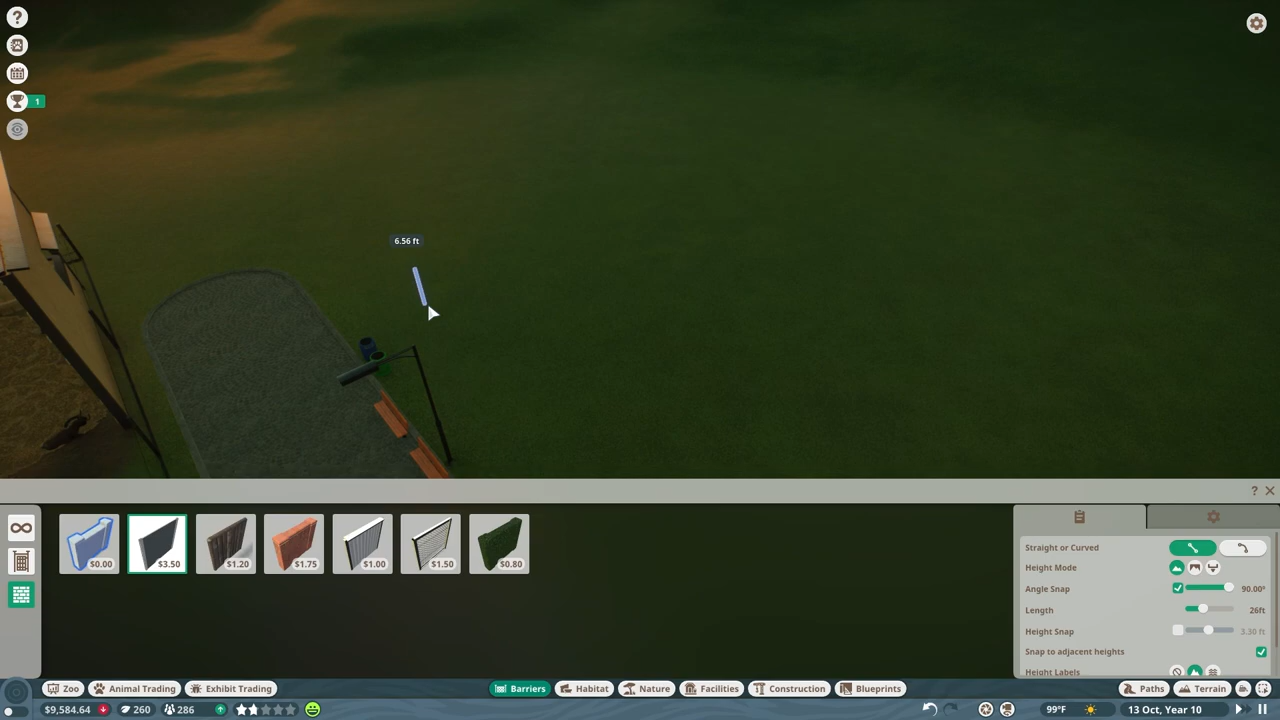 ?
1
6.56 ft
?
$0.00 $3.50 $1.20 $1.75 $1.00 $1.50 $0.80
Straight or Curved
Height Mode
Angle Snap 90.00°
Length 26ft
Height Snap 3.30 ft
Snap to adjacent heights
Height Labels
Zoo Animal Trading Exhibit Trading Barriers Habitat Nature Facilities Construction Blueprints Paths Terrain
$9,584.64 260 286 99°F 13 Oct, Year 10